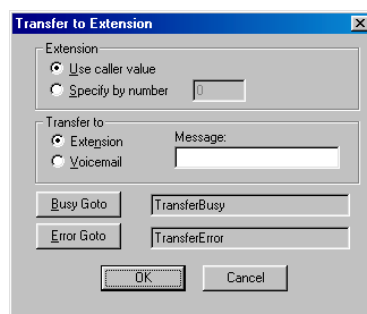 Transfer to Extension
Extension
Use caller value
Specify by number 0
Transfer to
Extension Message:
Voicemail
Busy Goto TransferBusy
Error Goto TransferError
OK Cancel